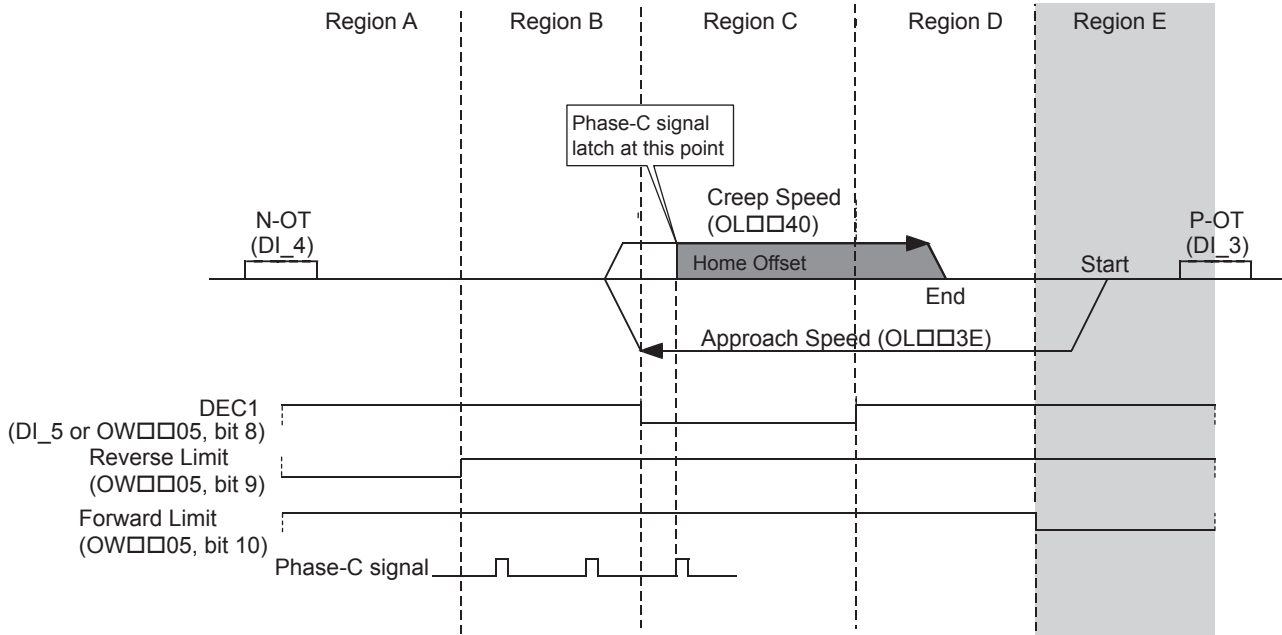 Region A
Region B
Region C
Region D
Region E
Phase-C signal
latch at this point
Creep Speed
(OL□□40)
N-OT
(DI_4)
P-OT
(DI_3)
Home Offset
Start
End
Approach Speed (OL□□3E)
DEC1
(DI_5 or OW□□05, bit 8)
Reverse Limit
(OW□□05, bit 9)
Forward Limit
(OW□□05, bit 10)
Phase-C signal